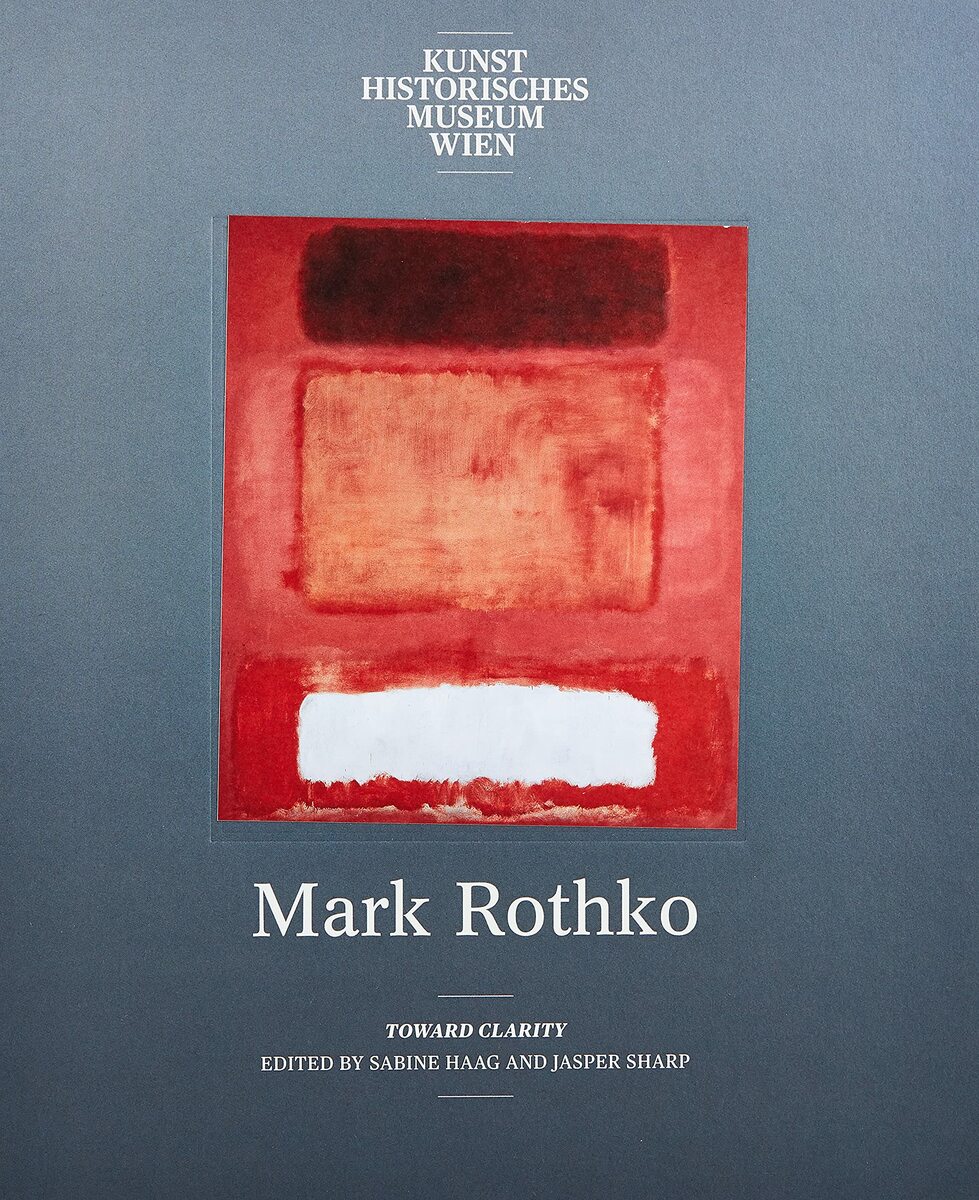 KUNST
HISTORISCHES
MUSEUM
WIEN
Mark Rothko
TOWARD CLARITY
EDITED BY SABINE HAAG AND JASPER SHARP